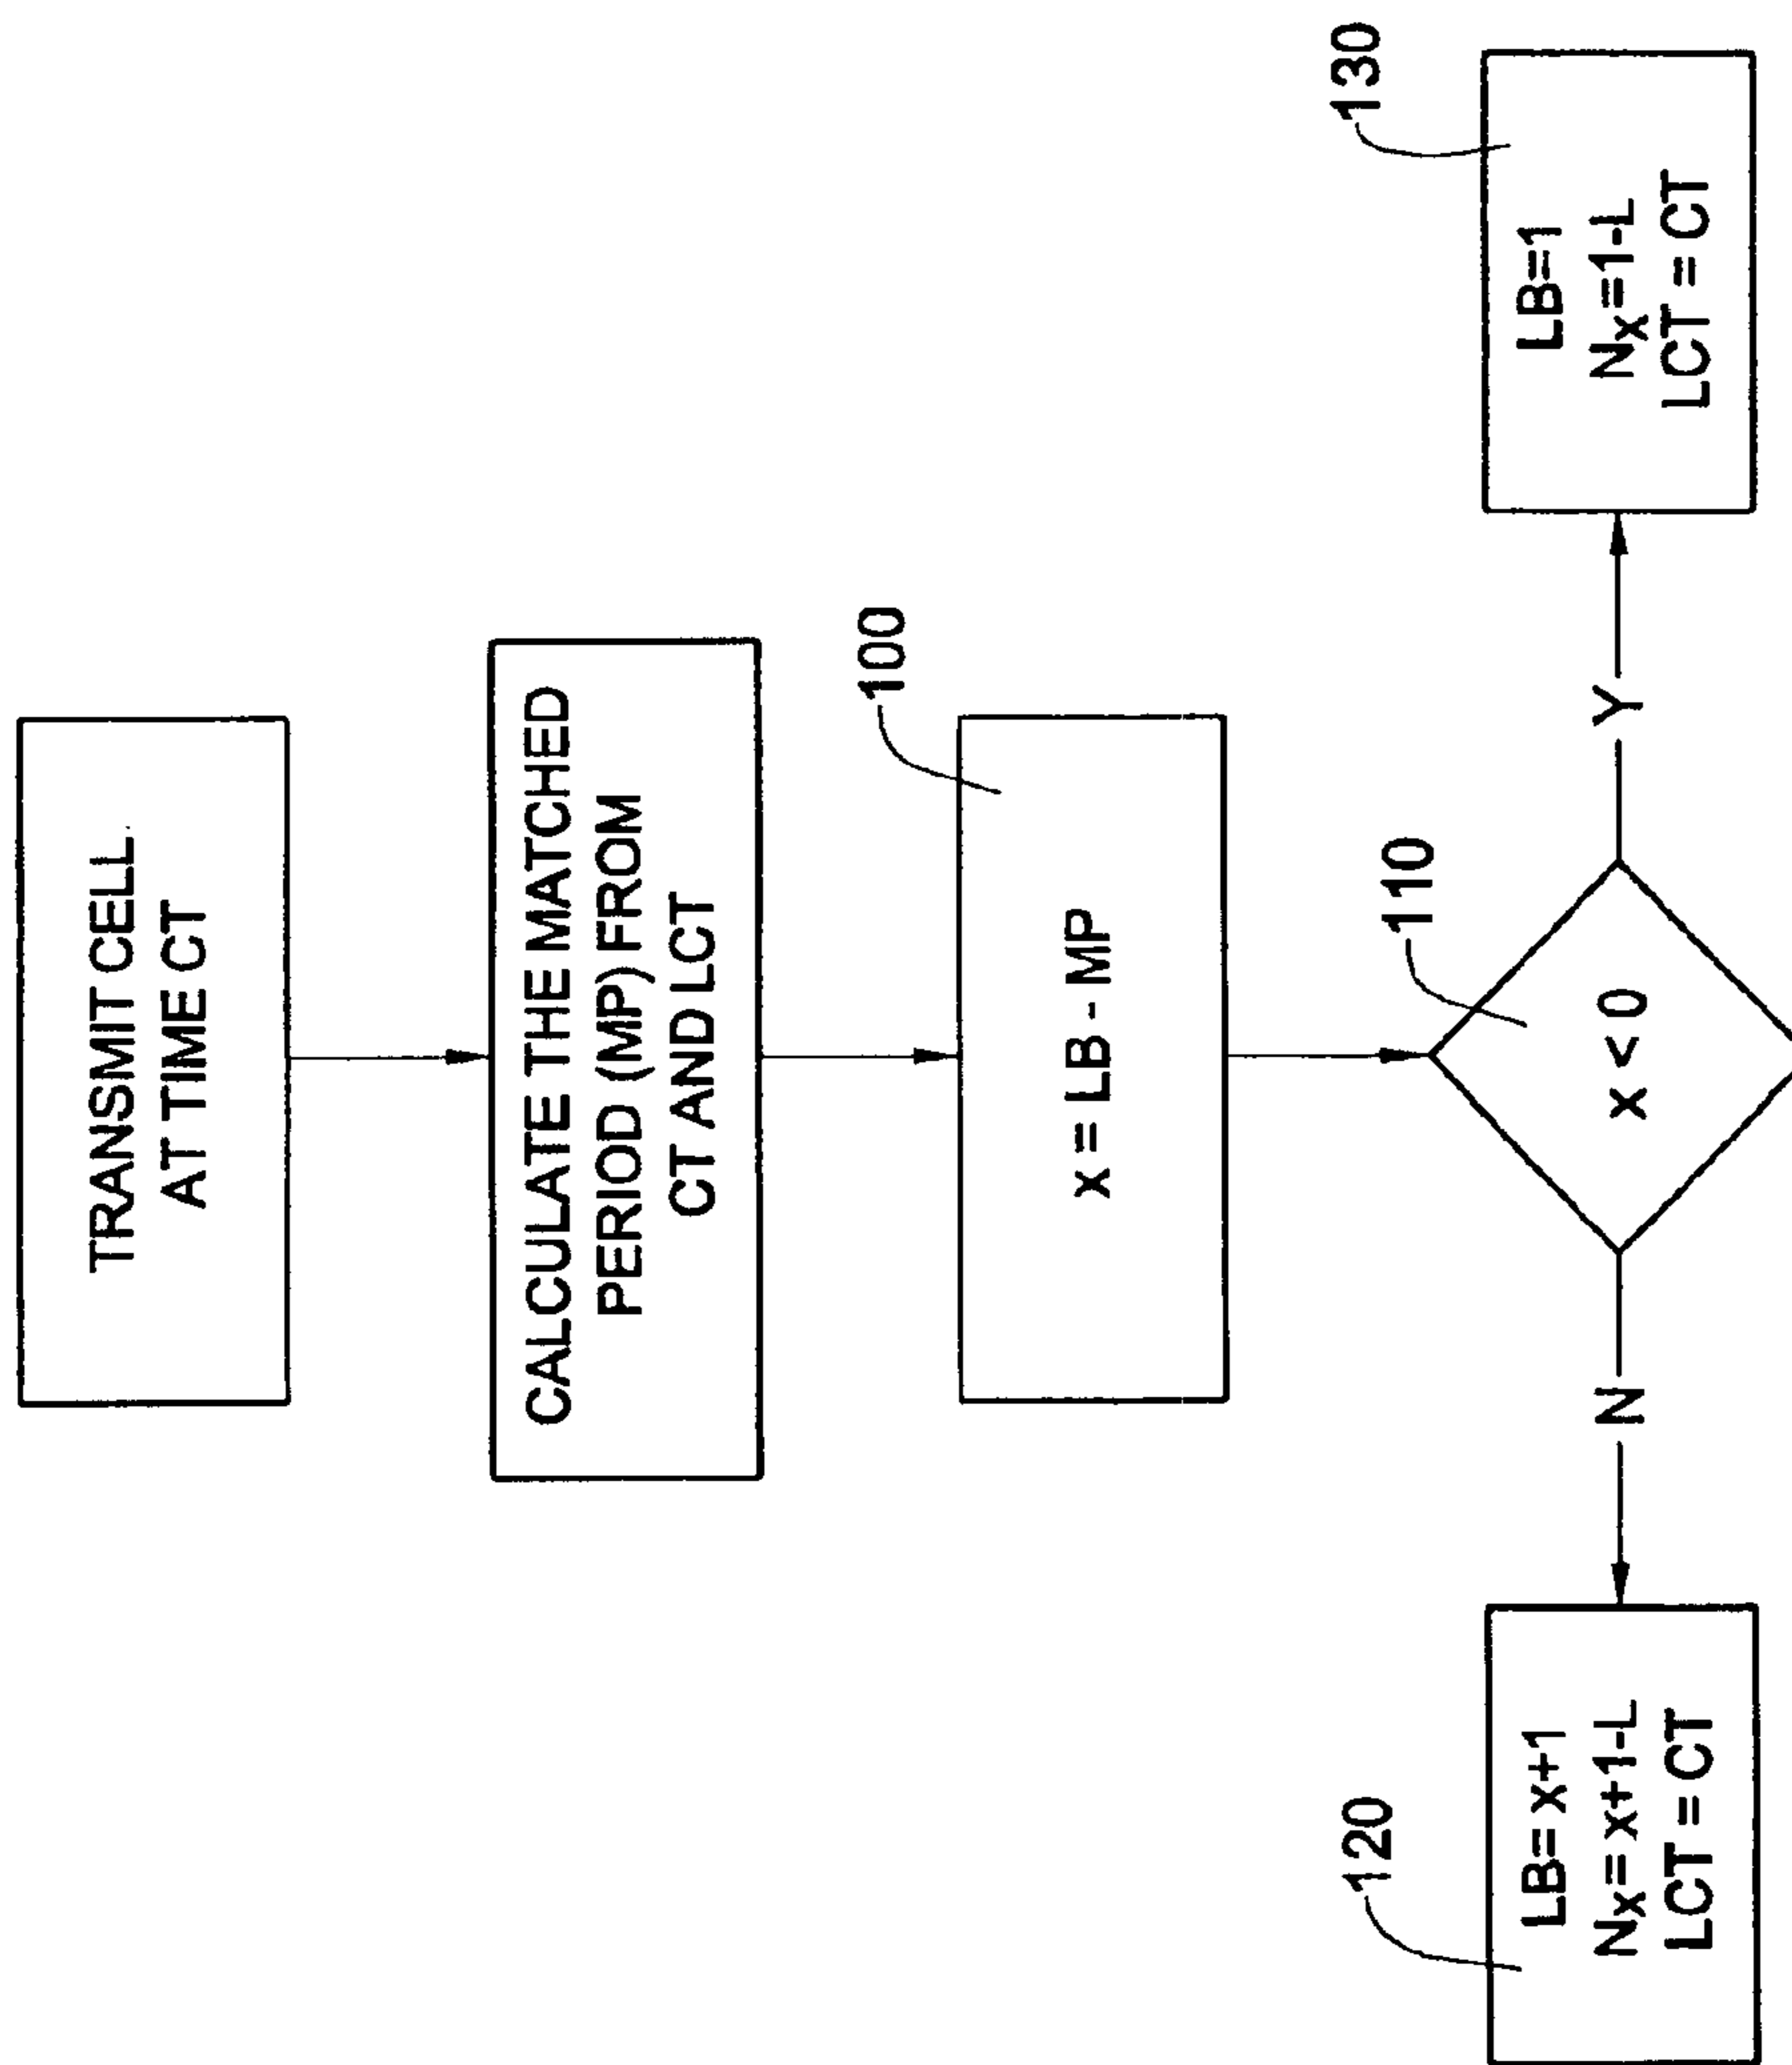 TRANSMIT CELL
AT TIME CT
CALCULATE THE MATCHED
PERIOD (MP) FROM
CT AND LCT
100
x = LB - MP
110
x < 0
N
Y
120
LB= x+1
Nx= x+1-L
LCT = CT
130
LB=1
Nx=1-L
LCT = CT